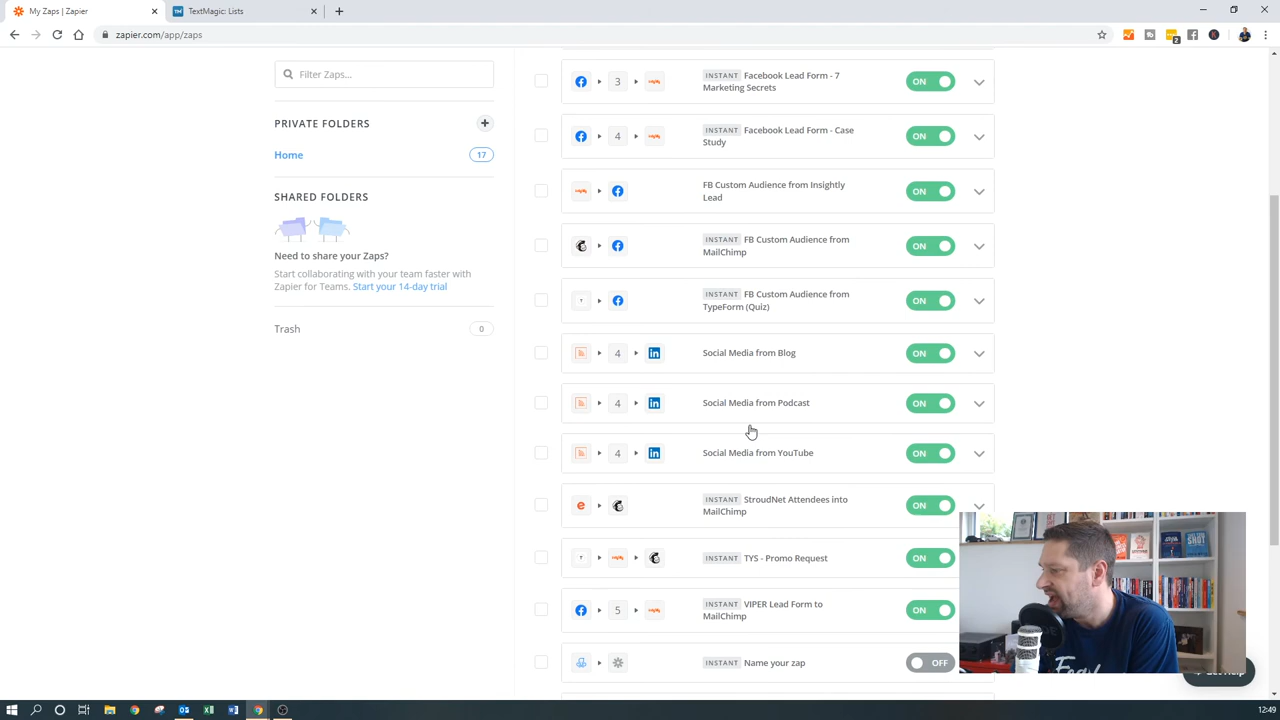 My Zaps | Zapier
TextMagic: Lists
zapier.com/app/zaps
2
Filter Zaps...
PRIVATE FOLDERS
Home
17
SHARED FOLDERS
Need to share your Zaps?
Start collaborating with your team faster with
Zapier for Teams. Start your 14-day trial
Trash
0
3
INSTANT Facebook Lead Form - 7
Marketing Secrets
ON
4
INSTANT Facebook Lead Form - Case
Study
ON
FB Custom Audience from Insightly
Lead
ON
INSTANT FB Custom Audience from
MailChimp
ON
INSTANT FB Custom Audience from
TypeForm (Quiz)
ON
4
Social Media from Blog
ON
4
Social Media from Podcast
ON
4
Social Media from YouTube
ON
INSTANT StroudNet Attendees into
MailChimp
ON
INSTANT TYS - Promo Request
ON
5
INSTANT VIPER Lead Form to
MailChimp
ON
INSTANT Name your zap
OFF
Get Help
12:49